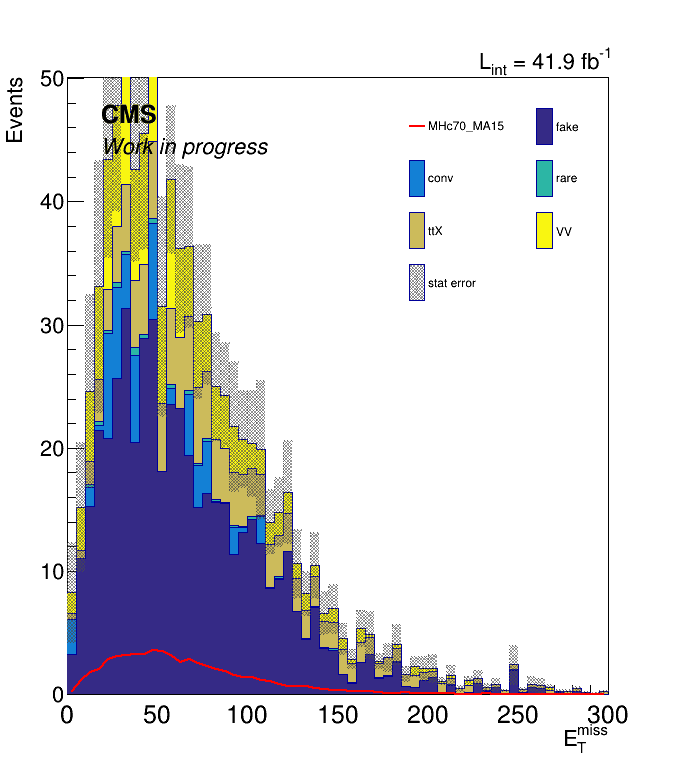 L_int = 41.9 fb^-1
Events
CMS
Work in progress
MHc70_MA15
fake
conv
rare
ttX
VV
stat error
50
40
30
20
10
0
0 50 100 150 200 250 300
E_T^miss